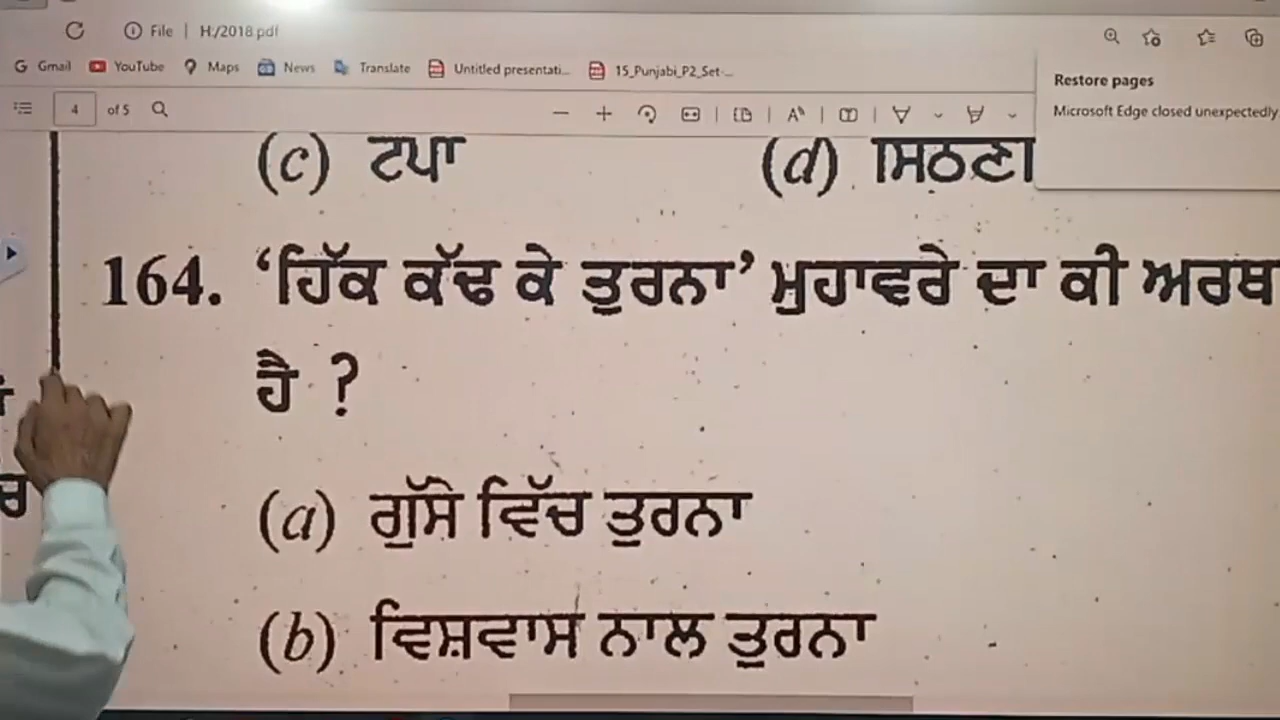 File | H:/2018.pdf
Gmail YouTube Maps News Translate Untitled presentati... 15_Punjabi_P2_Set-...
Restore pages
Microsoft Edge closed unexpectedly
4 of 5
(c) ਟਪਾ (d) ਸਿਠਣੀ
164. ‘ਹਿੱਕ ਕੱਢ ਕੇ ਤੁਰਨਾ’ ਮੁਹਾਵਰੇ ਦਾ ਕੀ ਅਰਥ
ਹੈ ?
(a) ਗੁੱਸੇ ਵਿੱਚ ਤੁਰਨਾ
(b) ਵਿਸ਼ਵਾਸ ਨਾਲ ਤੁਰਨਾ